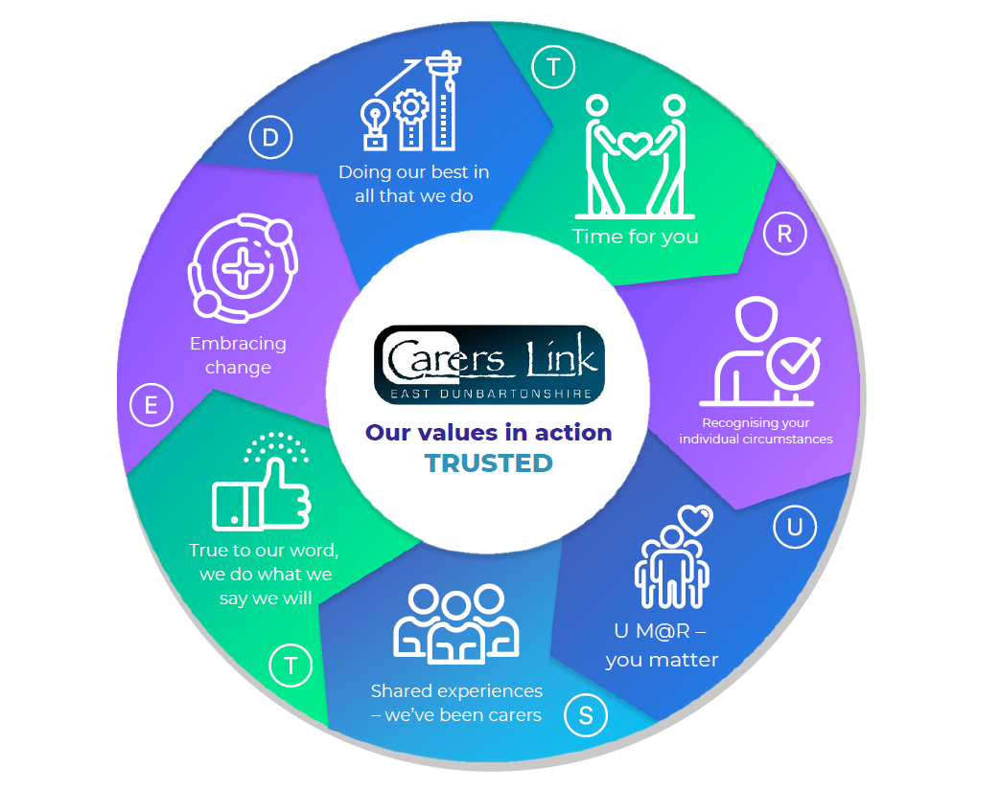 Carers Link
EAST DUNBARTONSHIRE
Our values in action
TRUSTED
T
Time for you
R
Recognising your
individual circumstances
U
U M@R –
you matter
S
Shared experiences
– we've been carers
T
True to our word,
we do what we
say we will
E
Embracing
change
D
Doing our best in
all that we do